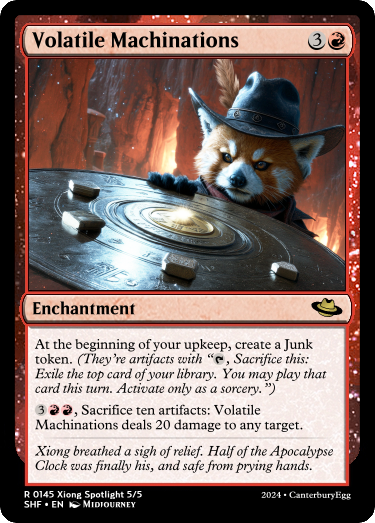 Volatile Machinations 3
Enchantment
At the beginning of your upkeep, create a Junk
token. (They’re artifacts with “, Sacrifice this:
Exile the top card of your library. You may play that
card this turn. Activate only as a sorcery.”)
3, Sacrifice ten artifacts: Volatile
Machinations deals 20 damage to any target.
Xiong breathed a sigh of relief. Half of the Apocalypse
Clock was finally his, and safe from prying hands.
R 0145 Xiong Spotlight 5/5
SHF • EN Midjourney
2024 • CanterburyEgg